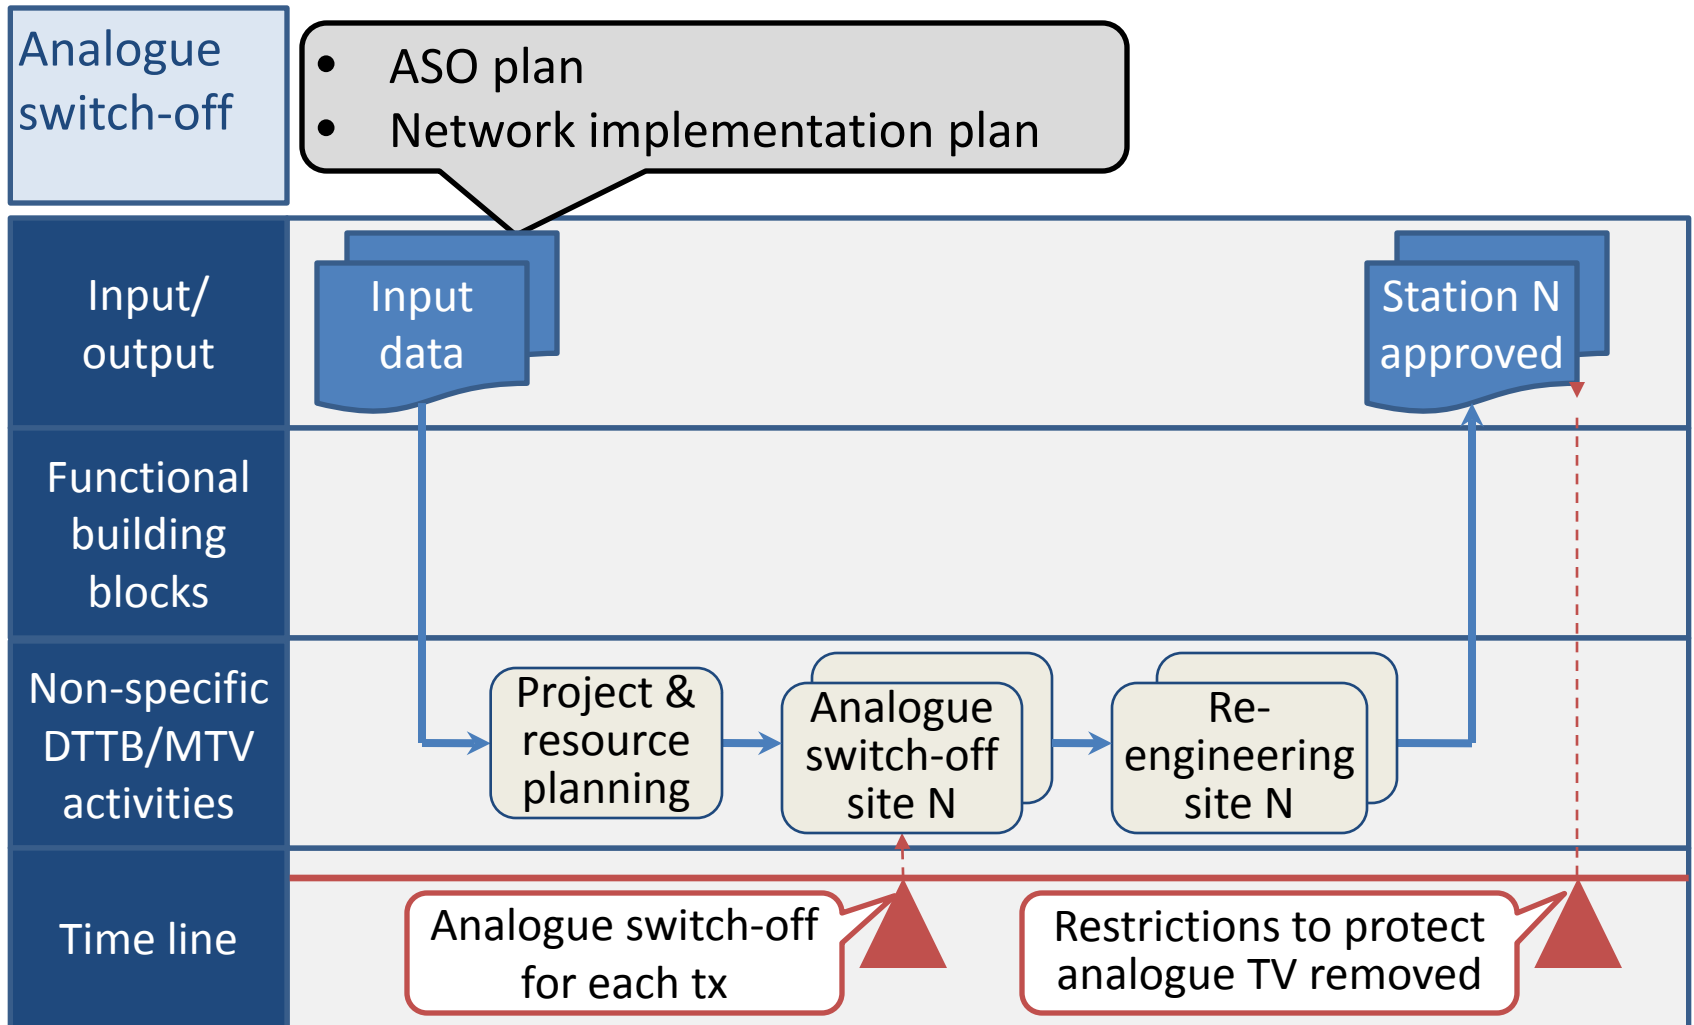 Analogue
switch-off
• ASO plan
• Network implementation plan
Input/
output
Input
data
Station N
approved
Functional
building
blocks
Non-specific
DTTB/MTV
activities
Project &
resource
planning
Analogue
switch-off
site N
Re-
engineering
site N
Time line
Analogue switch-off
for each tx
Restrictions to protect
analogue TV removed